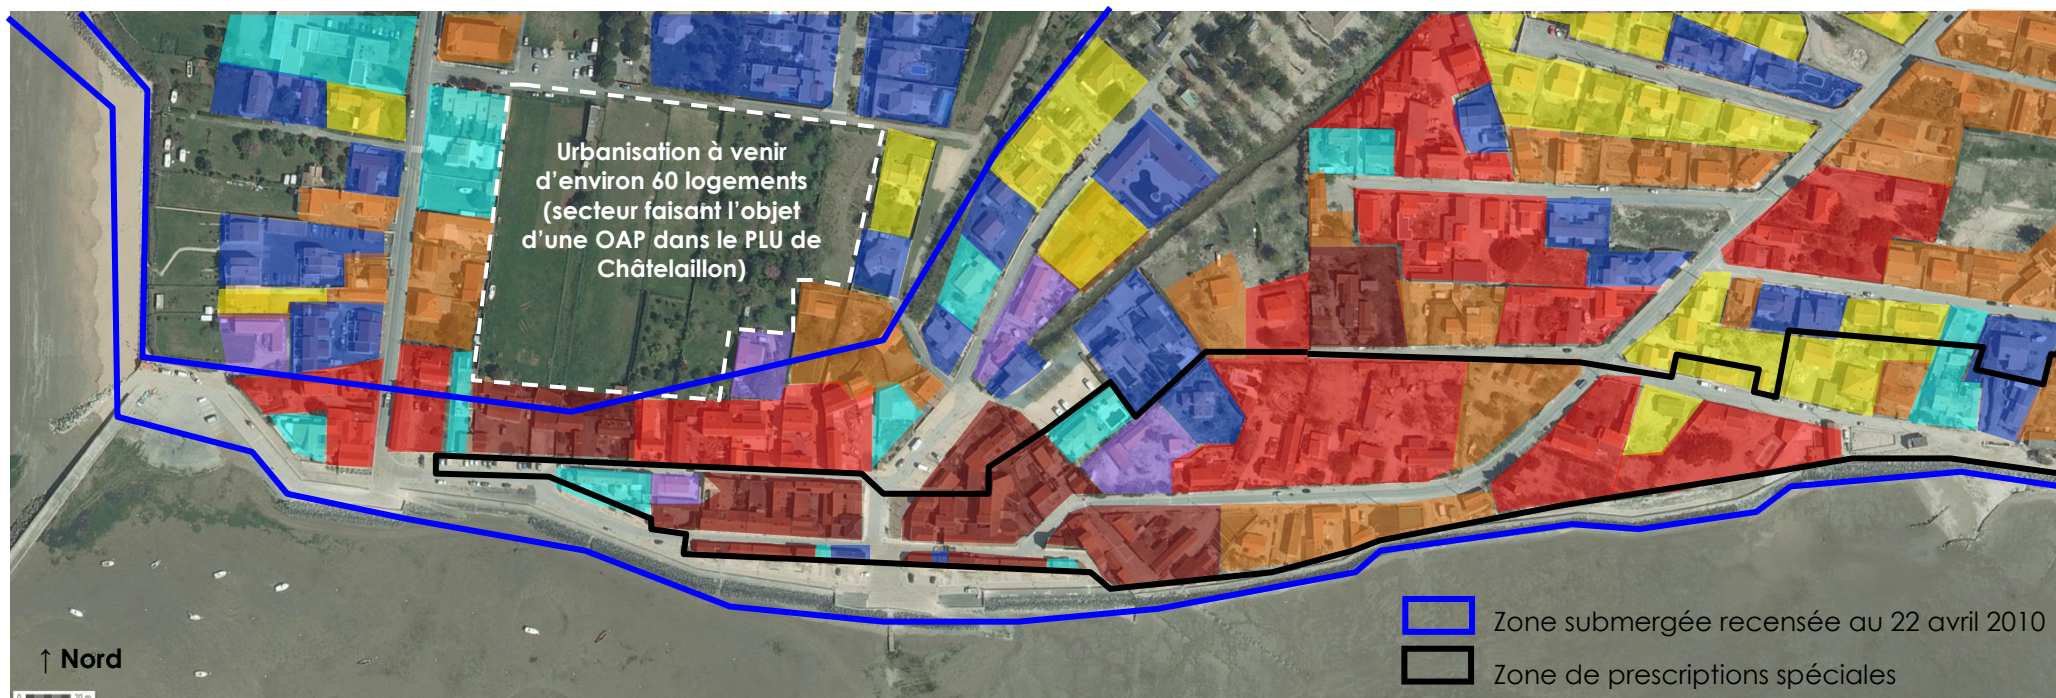 Urbanisation à venir
d’environ 60 logements
(secteur faisant l’objet
d’une OAP dans le PLU de
Châtelaillon)
Zone submergée recensée au 22 avril 2010
↑ Nord
Zone de prescriptions spéciales